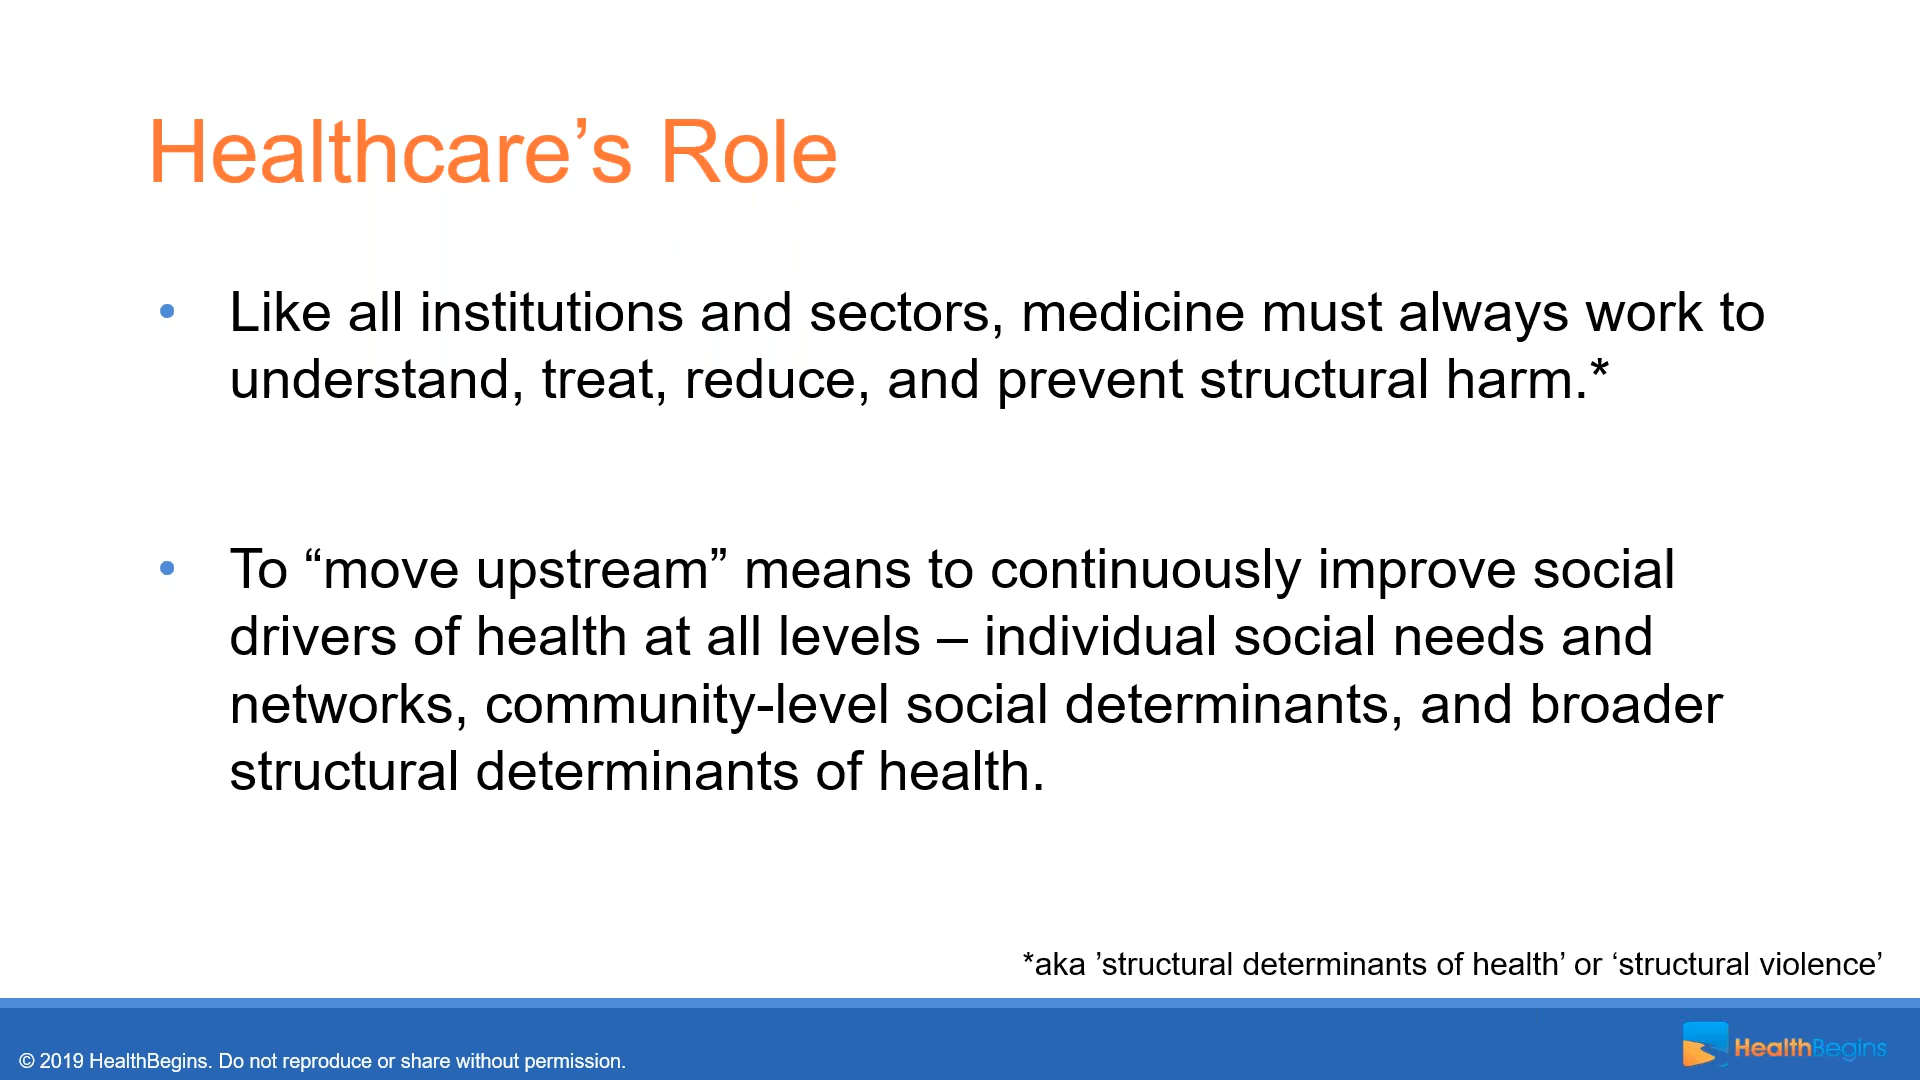 Healthcare’s Role
• Like all institutions and sectors, medicine must always work to
understand, treat, reduce, and prevent structural harm.*
• To “move upstream” means to continuously improve social
drivers of health at all levels – individual social needs and
networks, community-level social determinants, and broader
structural determinants of health.
*aka ’structural determinants of health’ or ‘structural violence’
© 2019 HealthBegins. Do not reproduce or share without permission.
HealthBegins